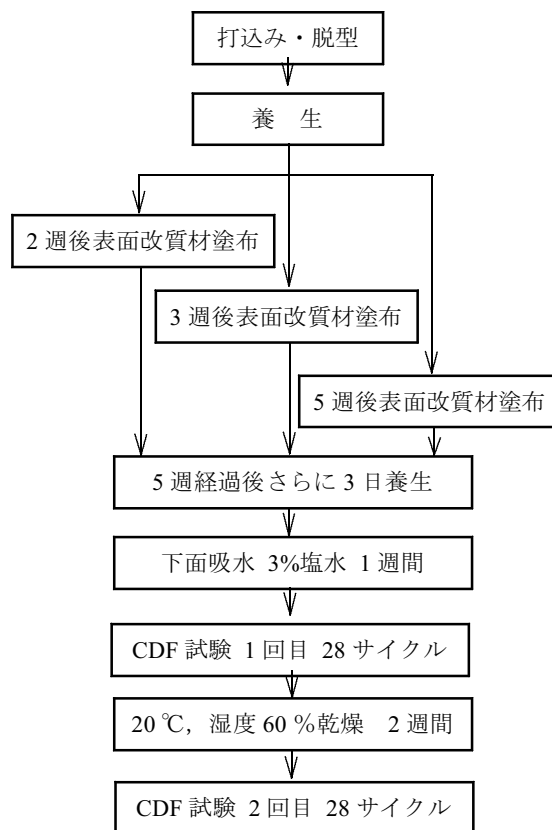 打込み・脱型
養　生
2 週後表面改質材塗布
3 週後表面改質材塗布
5 週後表面改質材塗布
5 週経過後さらに 3 日養生
下面吸水 3%塩水 1 週間
CDF 試験 1 回目 28 サイクル
20 ℃，湿度 60 %乾燥　2 週間
CDF 試験 2 回目 28 サイクル